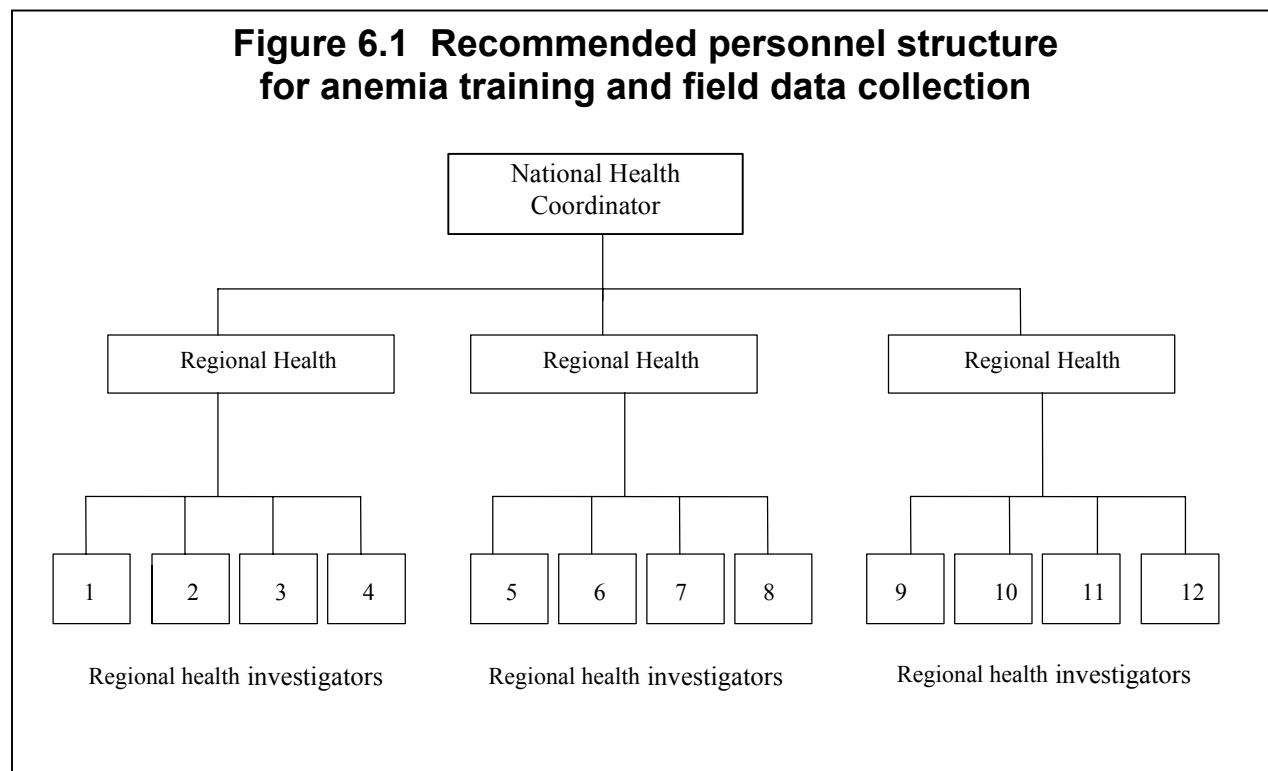 Figure 6.1 Recommended personnel structure
for anemia training and field data collection
National Health
Coordinator
Regional Health
Regional Health
Regional Health
1 2 3 4
5 6 7 8
9 10 11 12
Regional health investigators
Regional health investigators
Regional health investigators